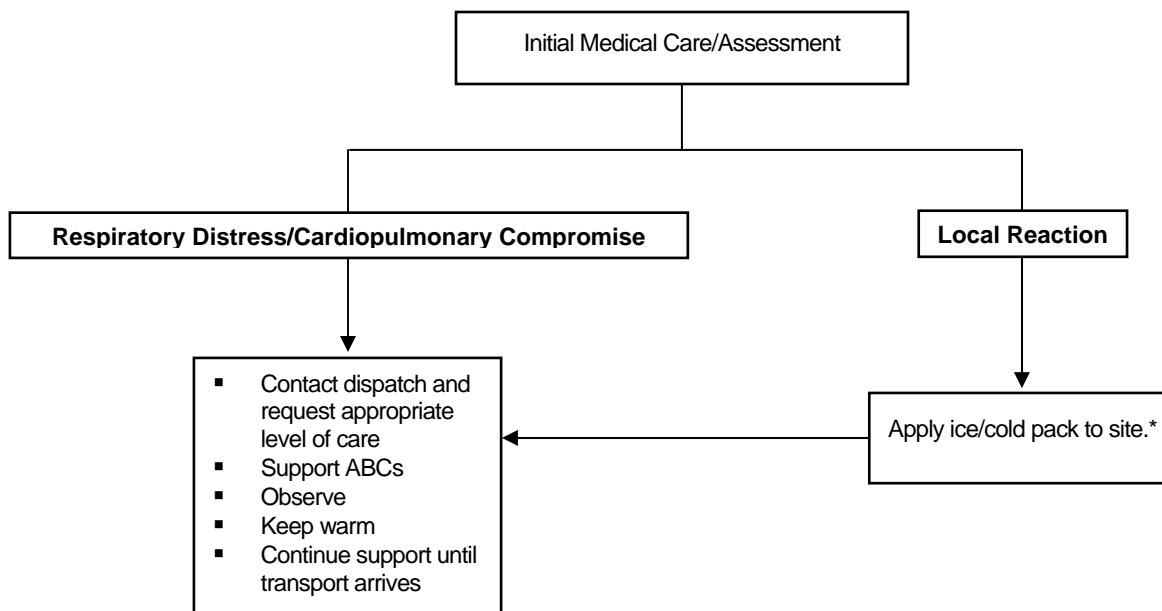 Initial Medical Care/Assessment
Respiratory Distress/Cardiopulmonary Compromise
Local Reaction
▪ Contact dispatch and
request appropriate
level of care
▪ Support ABCs
▪ Observe
▪ Keep warm
▪ Continue support until
transport arrives
Apply ice/cold pack to site.*